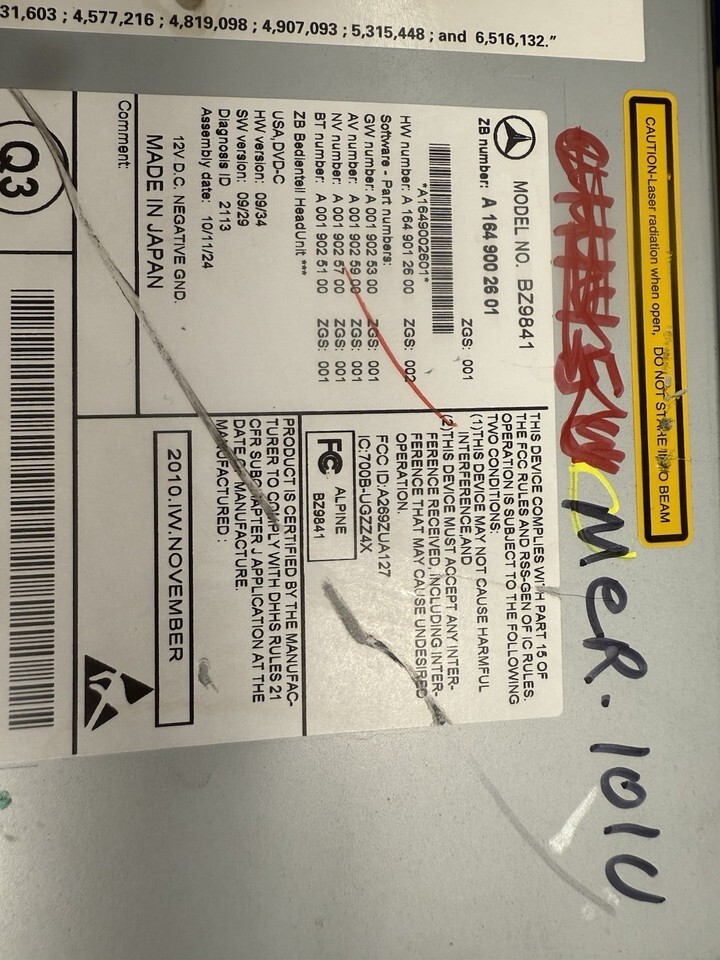 31,603 ; 4,577,216 ; 4,819,098 ; 4,907,093 ; 5,315,448 ; and 6,516,132."
CAUTION-Laser radiation when open, DO NOT STARE INTO BEAM
MER.101U
MODEL NO. BZ9841
ZB number: A 164 900 26 01 ZGS: 001
*A1649002601*
HW number: A 164 901 26 00 ZGS: 002
Software - Part numbers:
GW number: A 001 902 53 00 ZGS: 001
AV number: A 001 902 59 00 ZGS: 001
NV number: A 001 902 57 00 ZGS: 001
BT number: A 001 902 51 00 ZGS: 001
ZB Bedienteil HeadUnit ***
USA,DVD-C
HW version: 09/34
SW version: 09/29
Diagnosis ID 2113
Assembly date: 10/11/24
12V D.C. NEGATIVE GND.
MADE IN JAPAN
Comment:
Q3
THIS DEVICE COMPLIES WITH PART 15 OF
THE FCC RULES AND RSS-GEN OF IC RULES.
OPERATION IS SUBJECT TO THE FOLLOWING
TWO CONDITIONS:
(1)THIS DEVICE MAY NOT CAUSE HARMFUL
INTERFERENCE,AND
(2)THIS DEVICE MUST ACCEPT ANY INTER-
FERENCE RECEIVED, INCLUDING INTER-
FERENCE THAT MAY CAUSE UNDESIRED
OPERATION.
FCC ID:A269ZUA127
IC:700B-UGZZ4X
FC ALPINE
BZ9841
PRODUCT IS CERTIFIED BY THE MANUFAC-
TURER TO COMPLY WITH DHHS RULES 21
CFR SUBCHAPTER J APPLICATION AT THE
DATE OF MANUFACTURE.
MANUFACTURED :
2010.IW.NOVEMBER